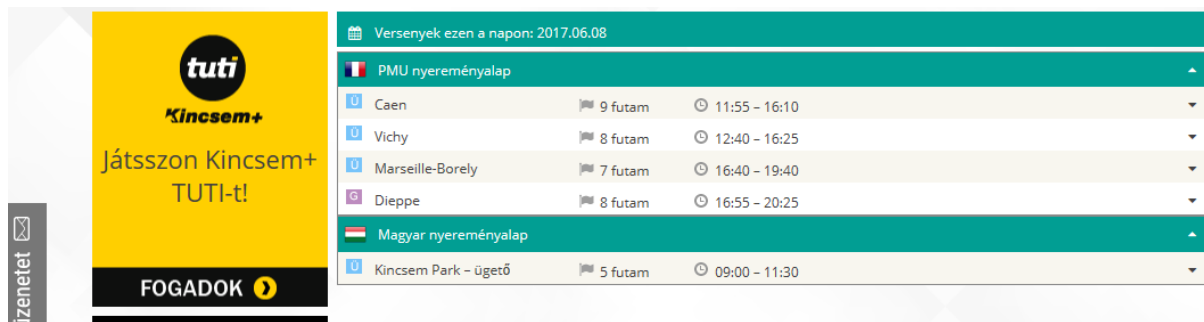 tuti
Kincsem+
Játsszon Kincsem+
TUTI-t!
FOGADOK
izenetet
Versenyek ezen a napon: 2017.06.08
PMU nyereményalap
Ü Caen 9 futam 11:55 – 16:10
Ü Vichy 8 futam 12:40 – 16:25
Ü Marseille-Borely 7 futam 16:40 – 19:40
G Dieppe 8 futam 16:55 – 20:25
Magyar nyereményalap
Ü Kincsem Park – ügető 5 futam 09:00 – 11:30